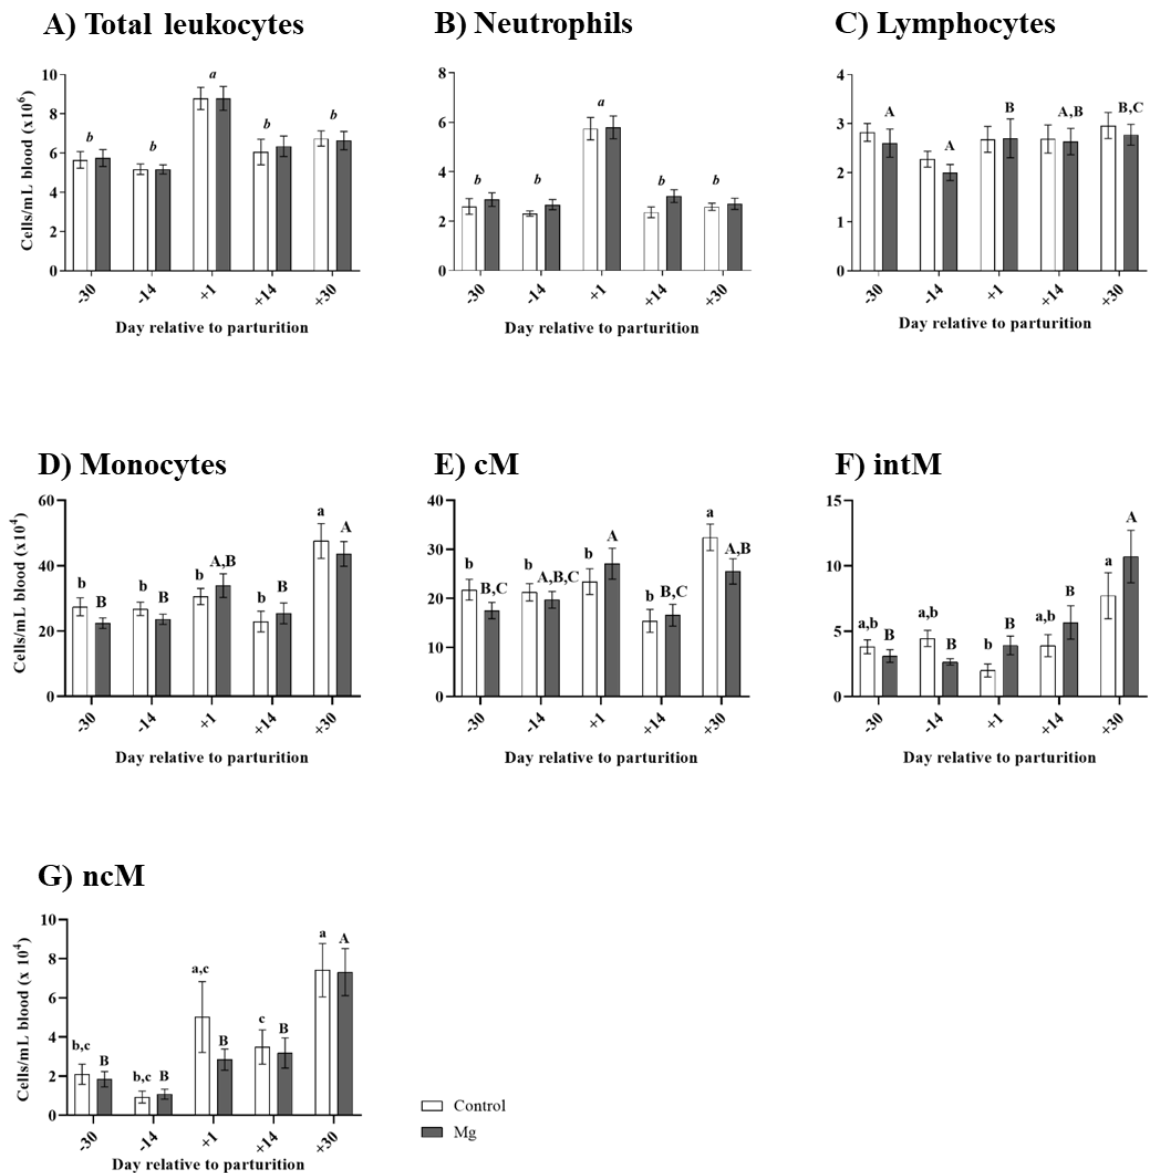 A) Total leukocytes
B) Neutrophils
C) Lymphocytes
Cells/mL blood (x10⁶)
10
8
6
4
2
0
b
b
a
b
b
-30
-14
+1
+14
+30
Day relative to parturition
8
6
4
2
0
b
b
a
b
b
-30
-14
+1
+14
+30
Day relative to parturition
4
3
2
1
0
A
A
B
A,B
B,C
-30
-14
+1
+14
+30
Day relative to parturition
D) Monocytes
E) cM
F) intM
Cells/mL blood (x10⁴)
60
40
20
0
b
B
b
B
b
A,B
b
B
a
A
-30
-14
+1
+14
+30
Day relative to parturition
40
30
20
10
0
b
B,C
b
A,B,C
b
A
b
B,C
a
A,B
-30
-14
+1
+14
+30
Day relative to parturition
15
10
5
0
a,b
B
a,b
B
b
B
a,b
B
a
A
-30
-14
+1
+14
+30
Day relative to parturition
G) ncM
Cells/mL blood (x 10⁴)
10
8
6
4
2
0
b,c
B
b,c
B
a,c
B
c
B
a
A
-30
-14
+1
+14
+30
Day relative to parturition
Control
Mg